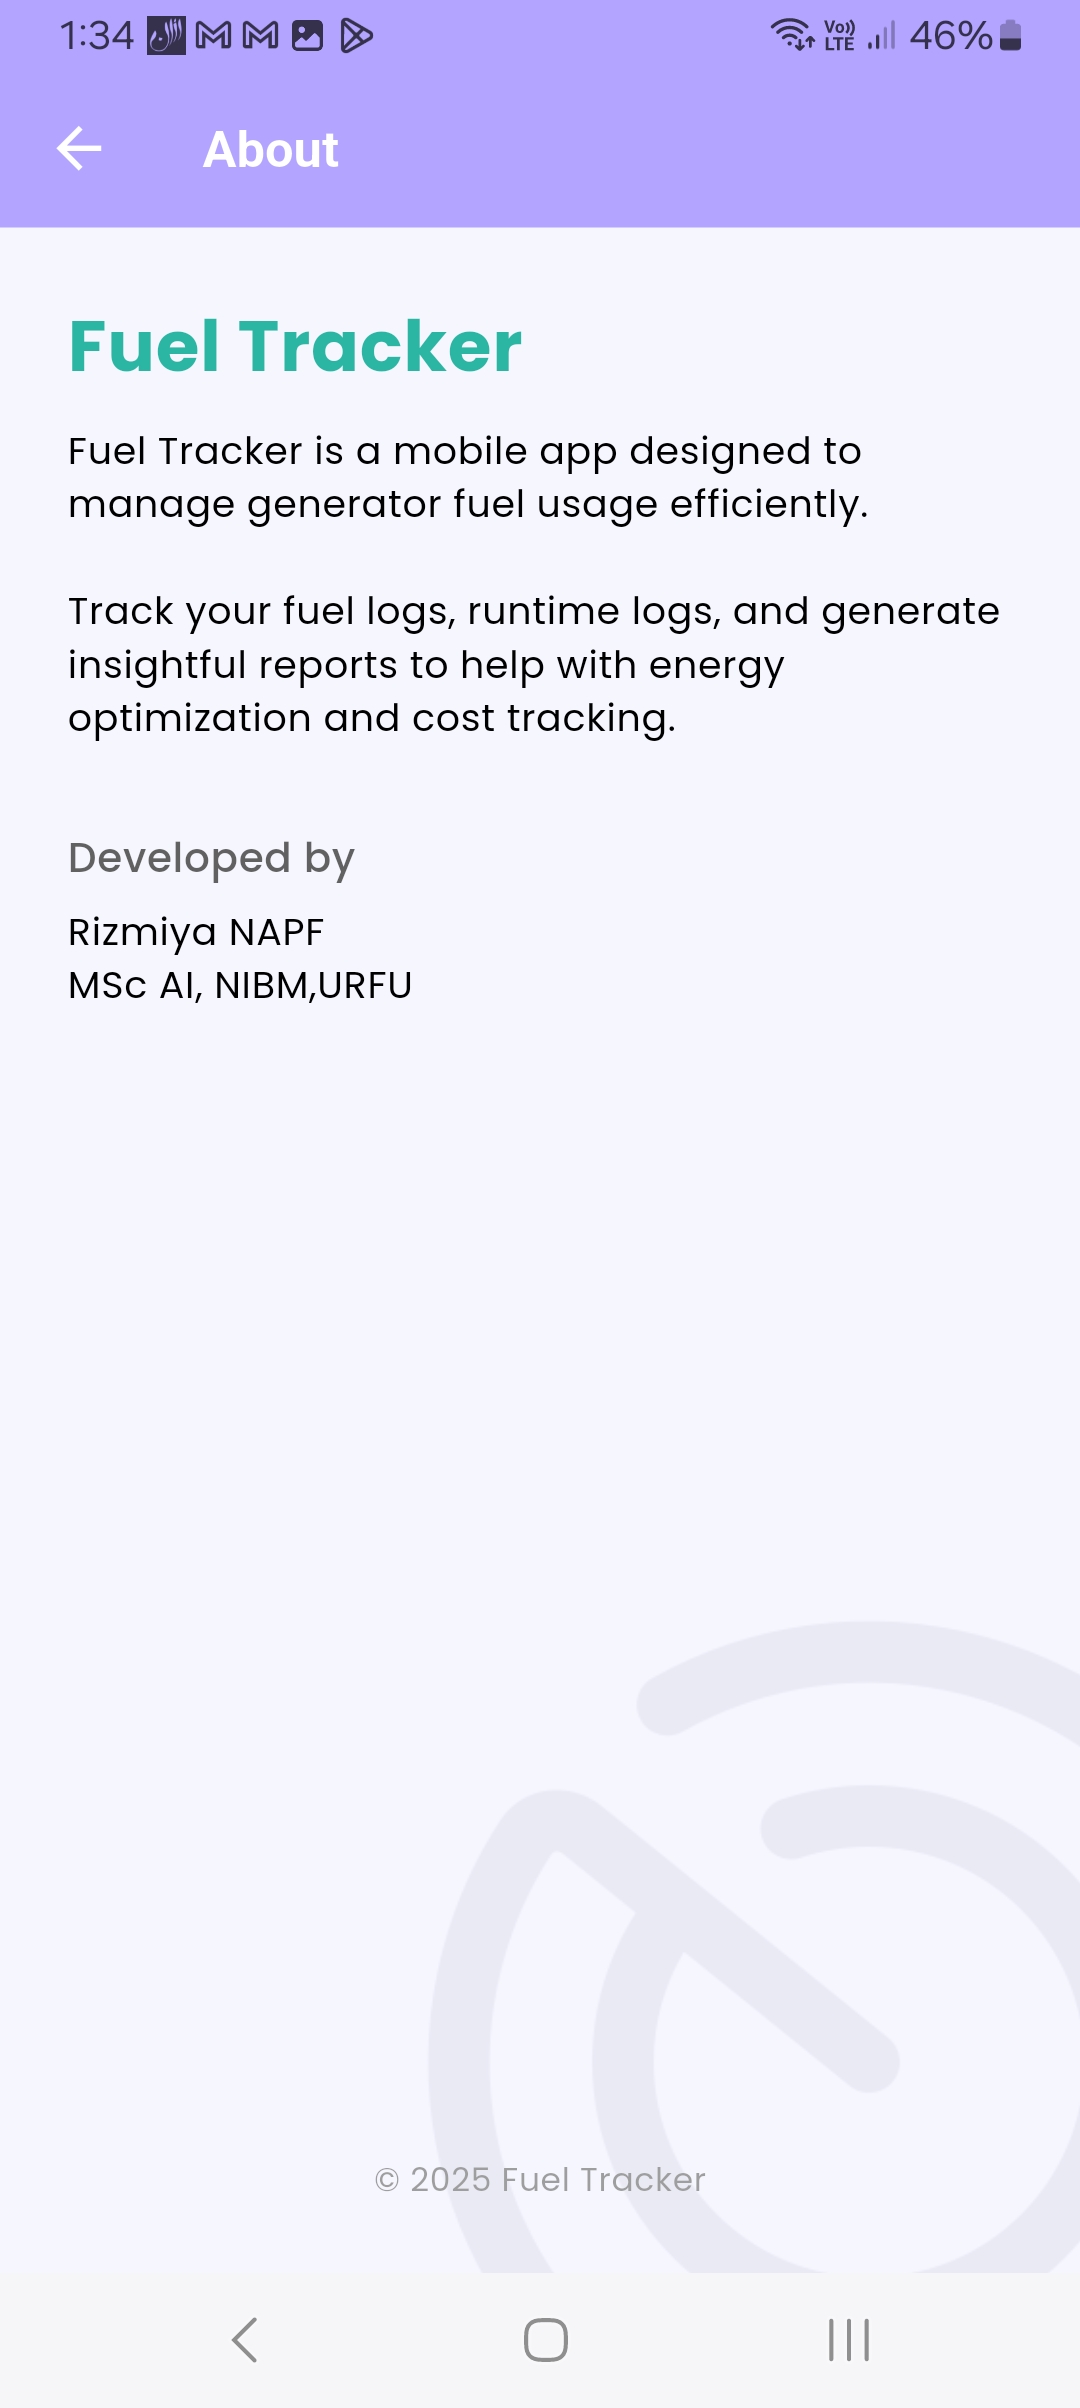 1:34 Vo)) LTE 46%
About
Fuel Tracker
Fuel Tracker is a mobile app designed to
manage generator fuel usage efficiently.
Track your fuel logs, runtime logs, and generate
insightful reports to help with energy
optimization and cost tracking.
Developed by
Rizmiya NAPF
MSc AI, NIBM,URFU
© 2025 Fuel Tracker